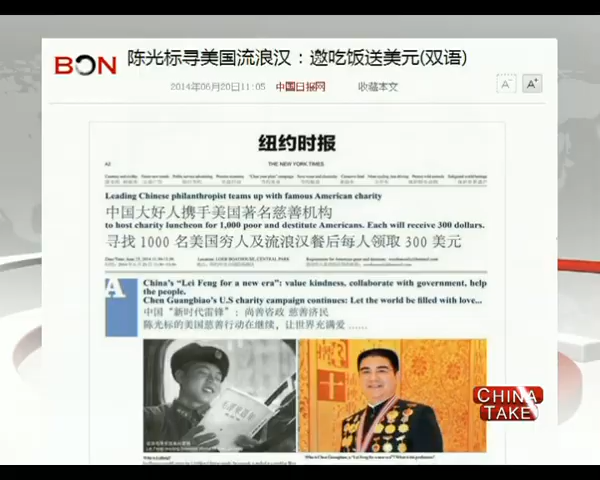 BON
陈光标寻美国流浪汉：邀吃饭送美元(双语)
2014年06月20日11:05 中国日报网 收藏本文
A- A+
纽约时报
A2 THE NEW YORK TIMES
Leading Chinese philanthropist teams up with famous American charity
中国大好人携手美国著名慈善机构
to host charity luncheon for 1,000 poor and destitute Americans. Each will receive 300 dollars.
寻找 1000 名美国穷人及流浪汉餐后每人领取 300 美元
A
China's "Lei Feng for a new era": value kindness, collaborate with government, help
the people.
Chen Guangbiao's U.S charity campaign continues: Let the world be filled with love...
中国“新时代雷锋”：尚善咨政 慈善济民
陈光标的美国慈善行动在继续，让世界充满爱 ……
CHINA
TAKE